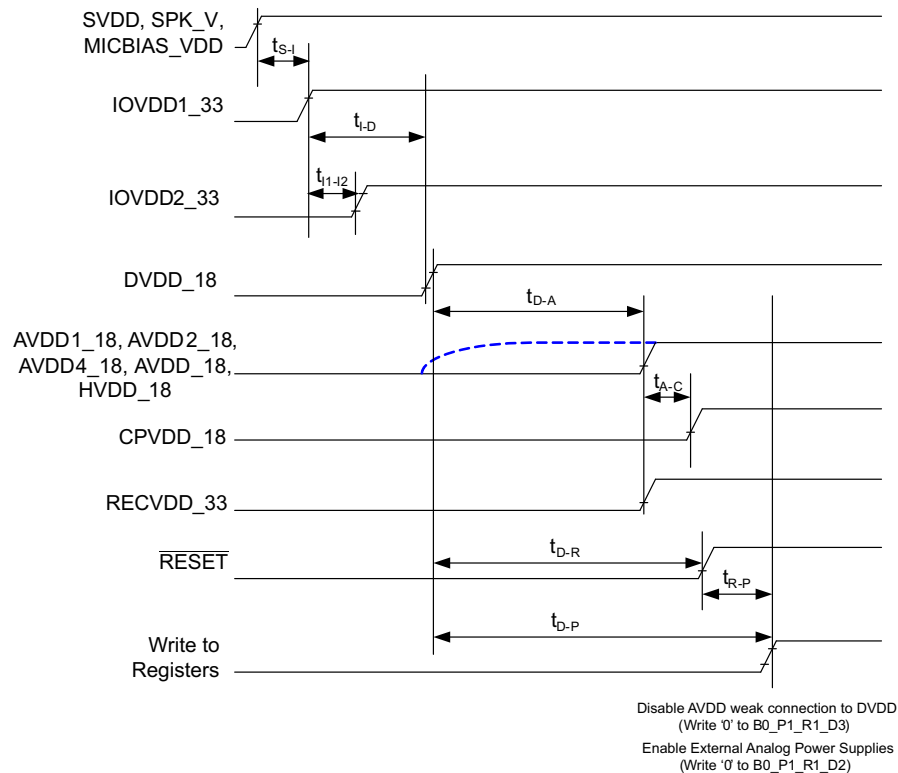 SVDD, SPK_V,
MICBIAS_VDD
tS-I
IOVDD1_33
tI-D
tI1-I2
IOVDD2_33
DVDD_18
tD-A
AVDD1_18, AVDD2_18,
AVDD4_18, AVDD_18,
HVDD_18
tA-C
CPVDD_18
RECVDD_33
tD-R
RESET
tR-P
tD-P
Write to
Registers
Disable AVDD weak connection to DVDD
(Write ‘0’ to B0_P1_R1_D3)
Enable External Analog Power Supplies
(Write ‘0’ to B0_P1_R1_D2)